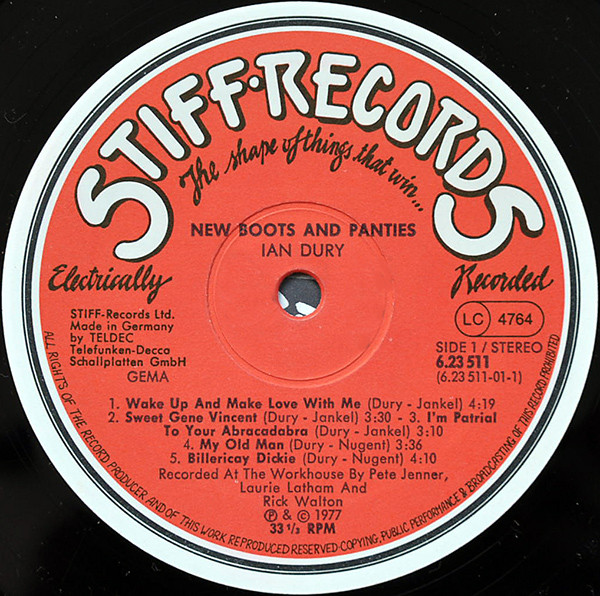 STIFF·RECORDS
The shape of things that win...
NEW BOOTS AND PANTIES
IAN DURY
Electrically
Recorded
STIFF-Records Ltd.
Made in Germany
by TELDEC
Telefunken-Decca
Schallplatten GmbH
GEMA
LC 4764
SIDE 1/STEREO
6.23 511
(6.23 511-01-1)
1. Wake Up And Make Love With Me (Dury - Jankel) 4:19
2. Sweet Gene Vincent (Dury - Jankel) 3:30 - 3. I'm Patrial
To Your Abracadabra (Dury - Jankel) 3:10
4. My Old Man (Dury - Nugent) 3:36
5. Billericay Dickie (Dury - Nugent) 4:10
Recorded At The Workhouse By Pete Jenner,
Laurie Latham And
Rick Walton
℗ & © 1977
33 1/3 RPM
ALL RIGHTS OF THE RECORD PRODUCER AND OF THIS WORK REPRODUCED RESERVED·COPYING, PUBLIC PERFORMANCE & BROADCASTING OF THIS RECORD PROHIBITED